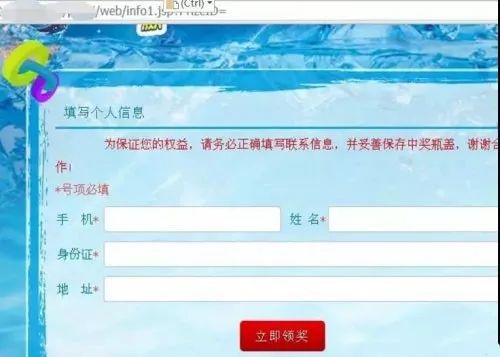 /web/info1.jsp?PrizeID=
(Ctrl)
填写个人信息
为保证您的权益，请务必正确填写联系信息，并妥善保存中奖瓶盖，谢谢合
作！
*号项必填
手 机* 姓 名*
身份证*
地 址*
立即领奖